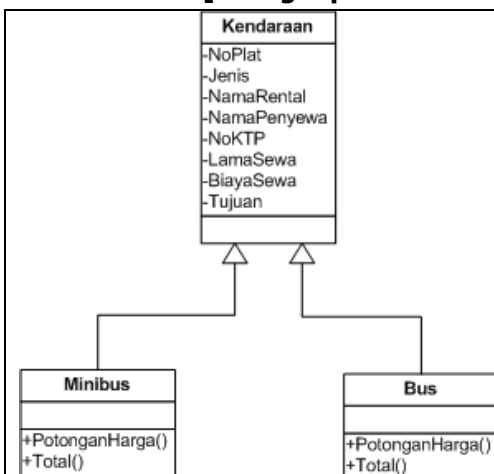 Kendaraan
-NoPlat
-Jenis
-NamaRental
-NamaPenyewa
-NoKTP
-LamaSewa
-BiayaSewa
-Tujuan
Minibus
+PotonganHarga()
+Total()
Bus
+PotonganHarga()
+Total()